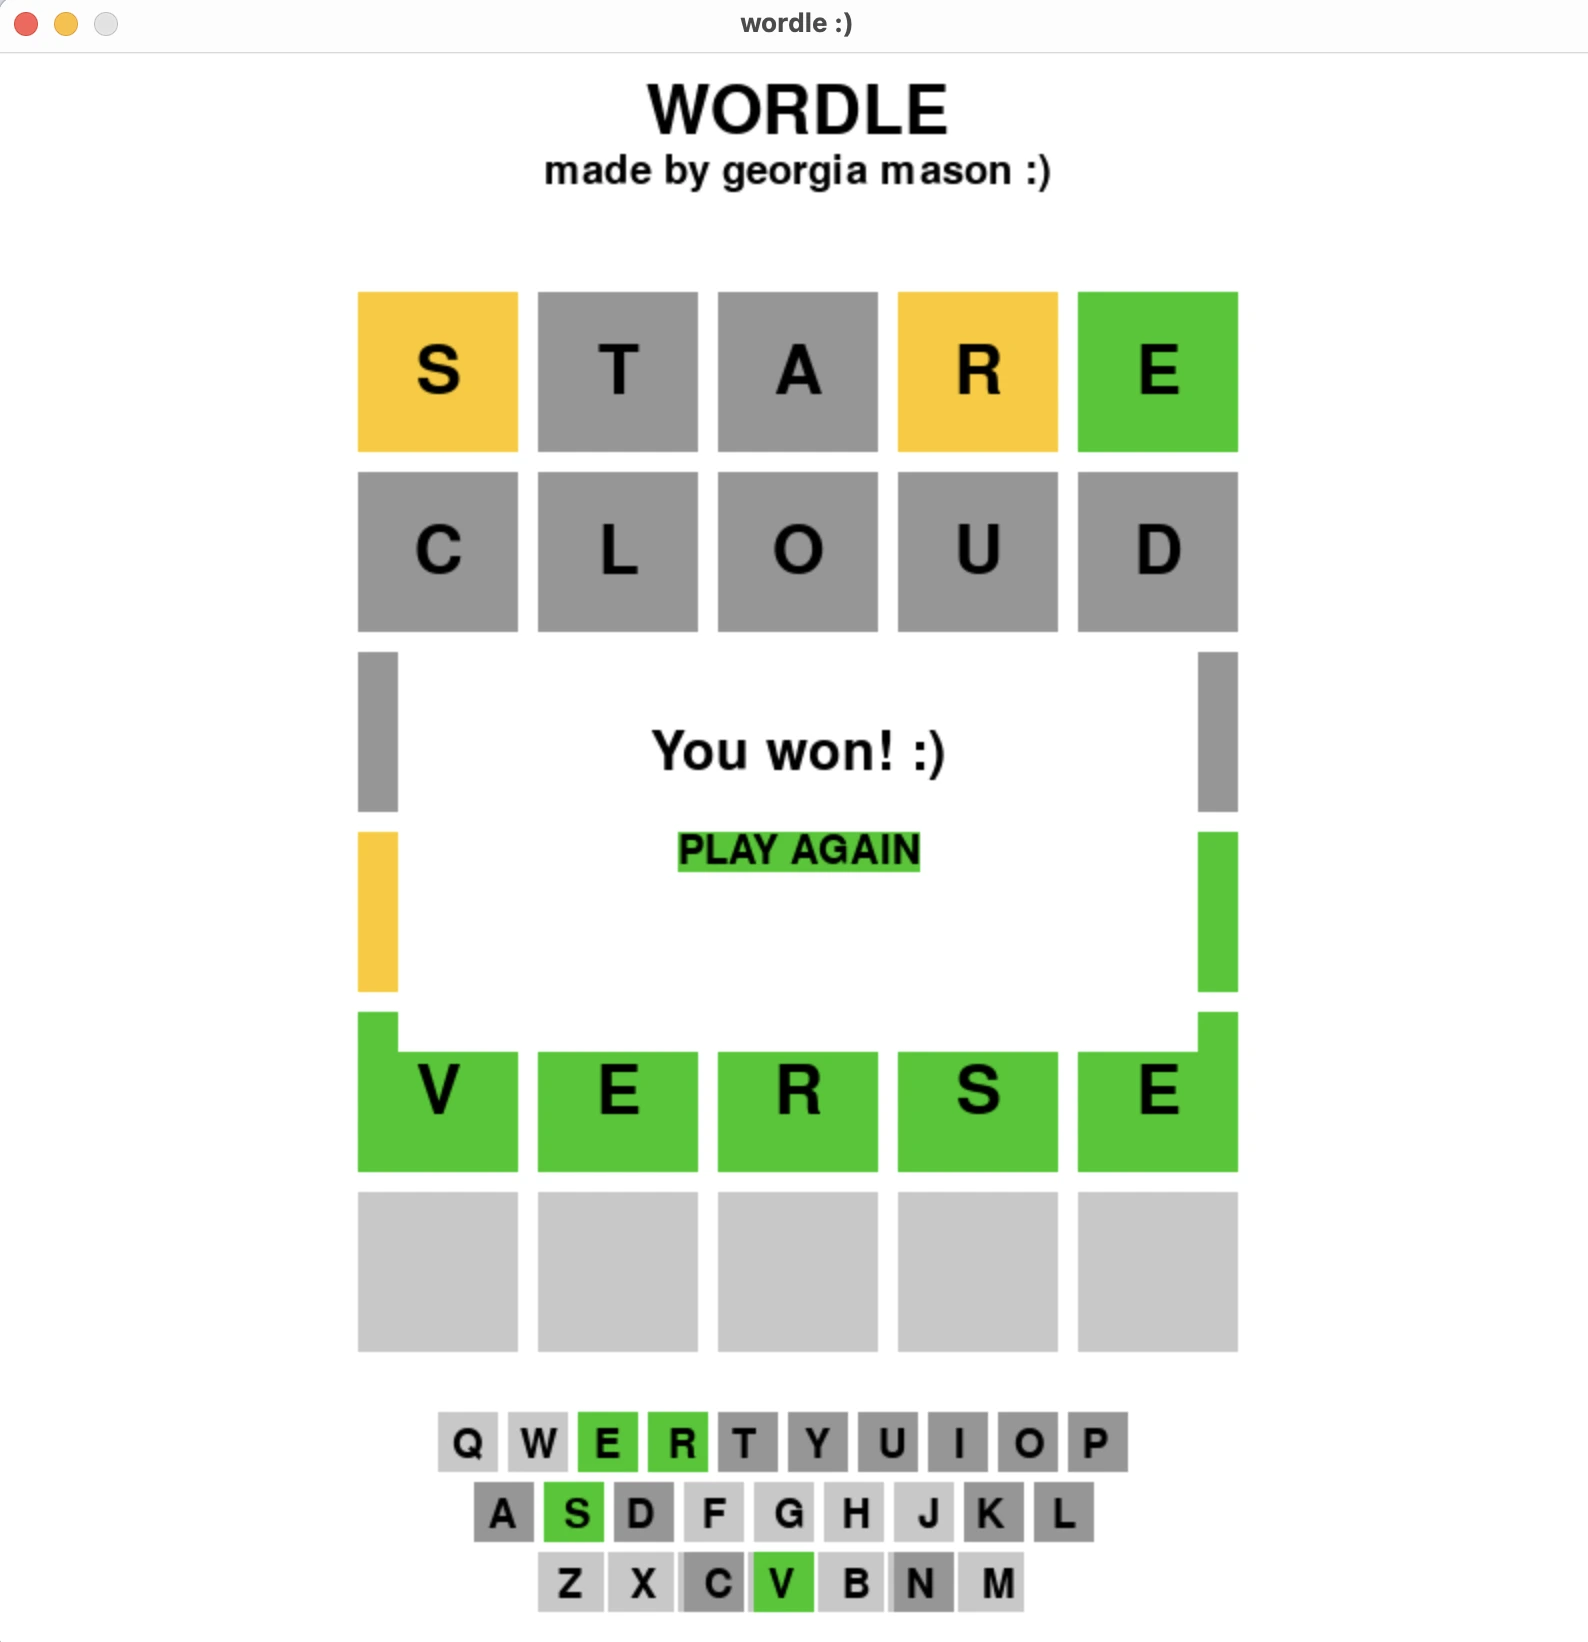 wordle :)
WORDLE
made by georgia mason :)
S T A R E
C L O U D
You won! :)
PLAY AGAIN
V E R S E
Q W E R T Y U I O P
A S D F G H J K L
Z X C V B N M